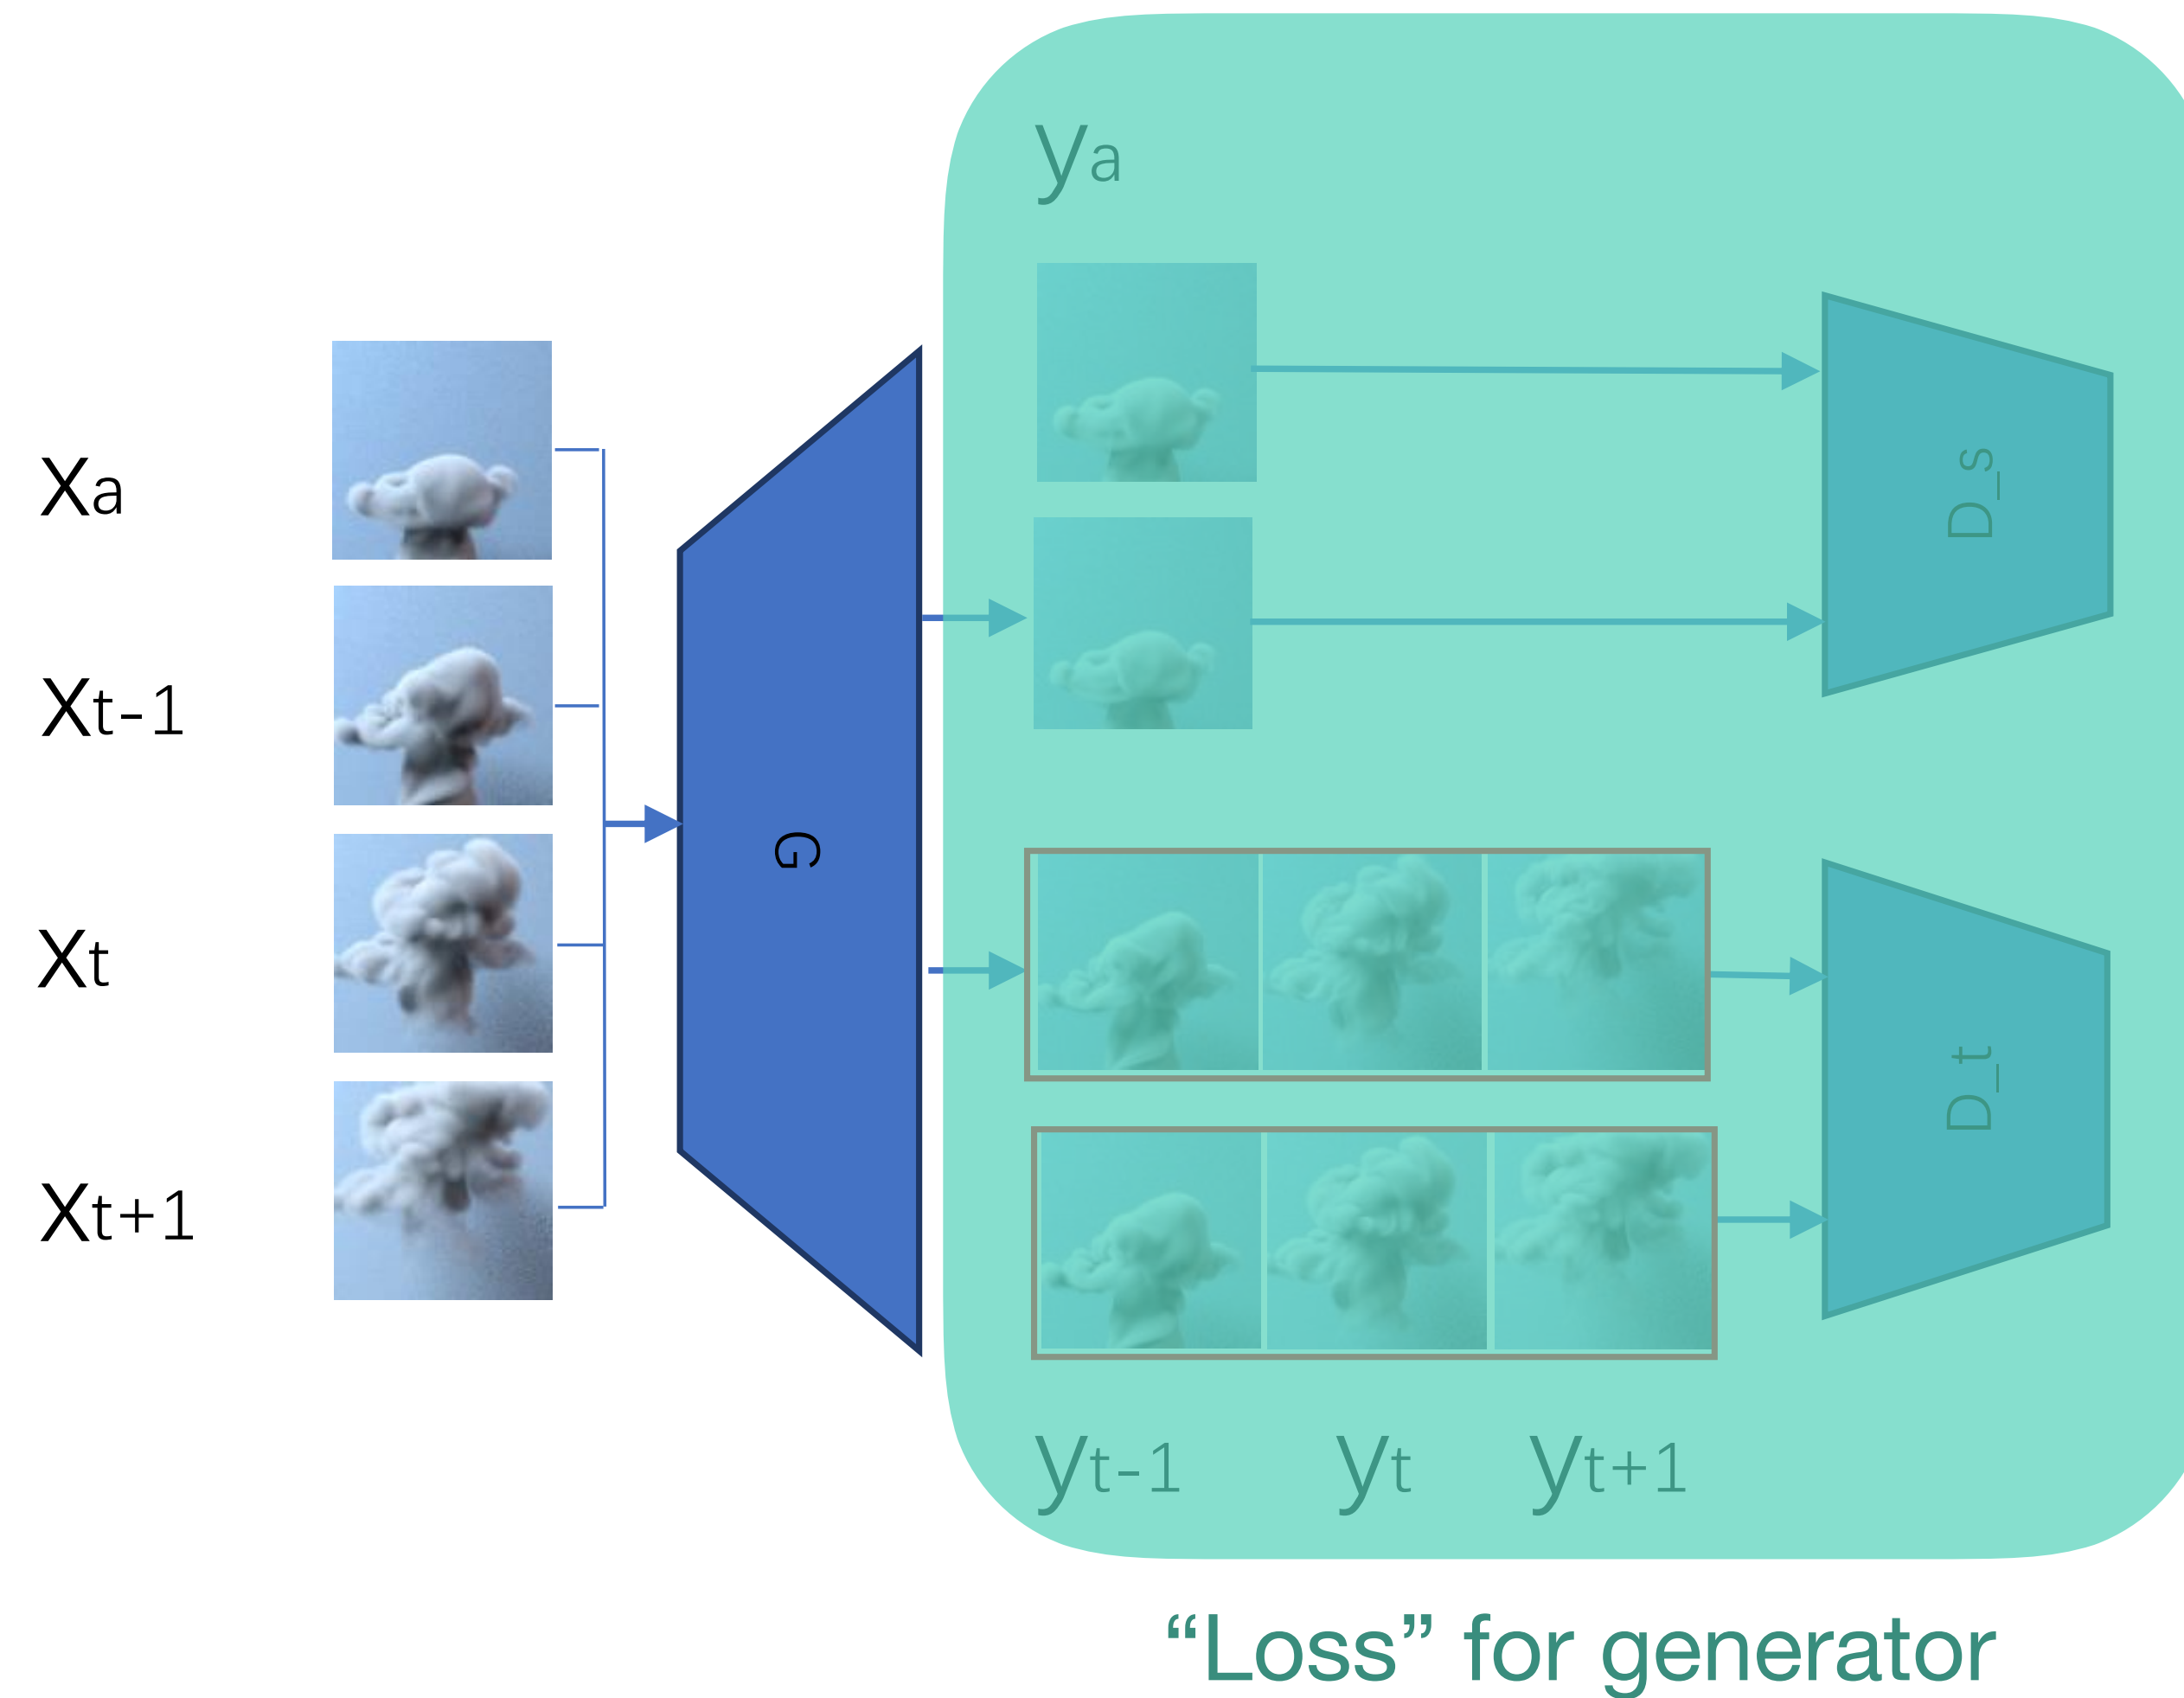 ya
xa
D_s
xt-1
G
xt
D_t
xt+1
yt-1 yt yt+1
“Loss” for generator